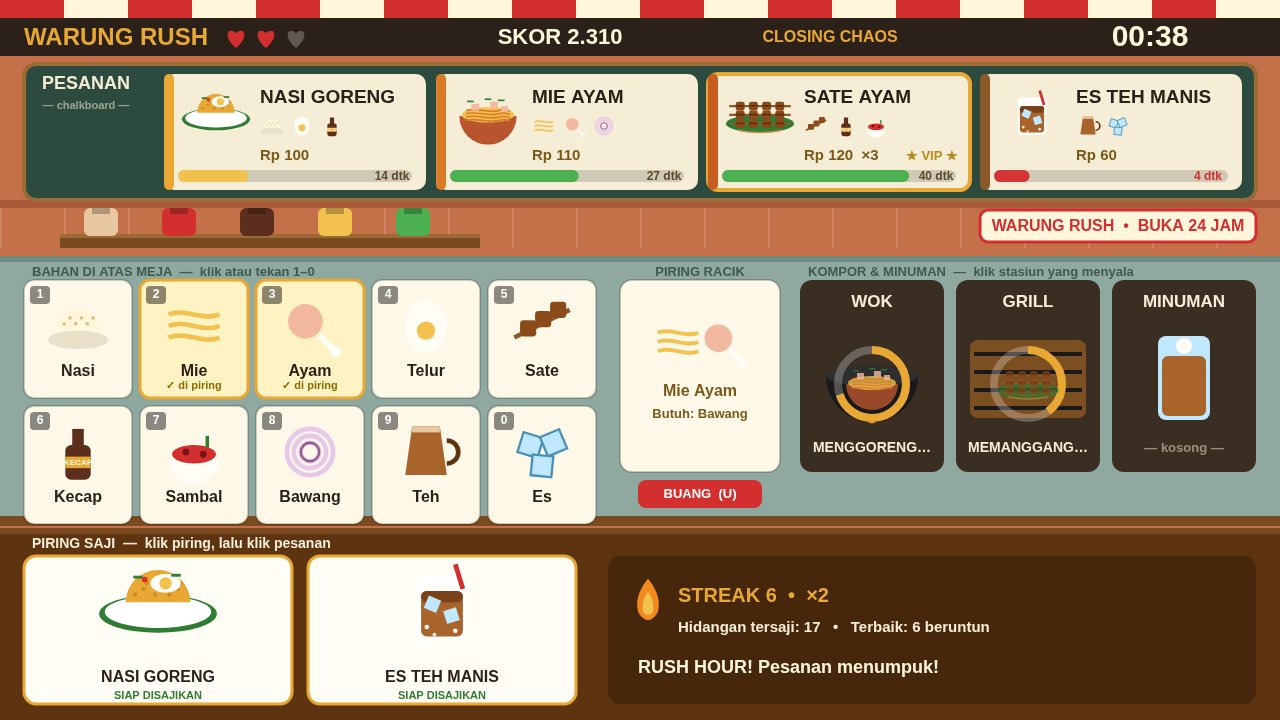 WARUNG RUSH
SKOR 2.310
CLOSING CHAOS
00:38
PESANAN
— chalkboard —
NASI GORENG
Rp 100
14 dtk
MIE AYAM
Rp 110
27 dtk
SATE AYAM
Rp 120 ×3
★ VIP ★
40 dtk
ES TEH MANIS
Rp 60
4 dtk
WARUNG RUSH • BUKA 24 JAM
BAHAN DI ATAS MEJA — klik atau tekan 1–0
1
Nasi
2
Mie
✓ di piring
3
Ayam
✓ di piring
4
Telur
5
Sate
6
KECAP
Kecap
7
Sambal
8
Bawang
9
Teh
0
Es
PIRING RACIK
Mie Ayam
Butuh: Bawang
BUANG (U)
KOMPOR & MINUMAN — klik stasiun yang menyala
WOK
MENGGORENG…
GRILL
MEMANGGANG…
MINUMAN
— kosong —
PIRING SAJI — klik piring, lalu klik pesanan
NASI GORENG
SIAP DISAJIKAN
ES TEH MANIS
SIAP DISAJIKAN
STREAK 6 • ×2
Hidangan tersaji: 17 • Terbaik: 6 beruntun
RUSH HOUR! Pesanan menumpuk!